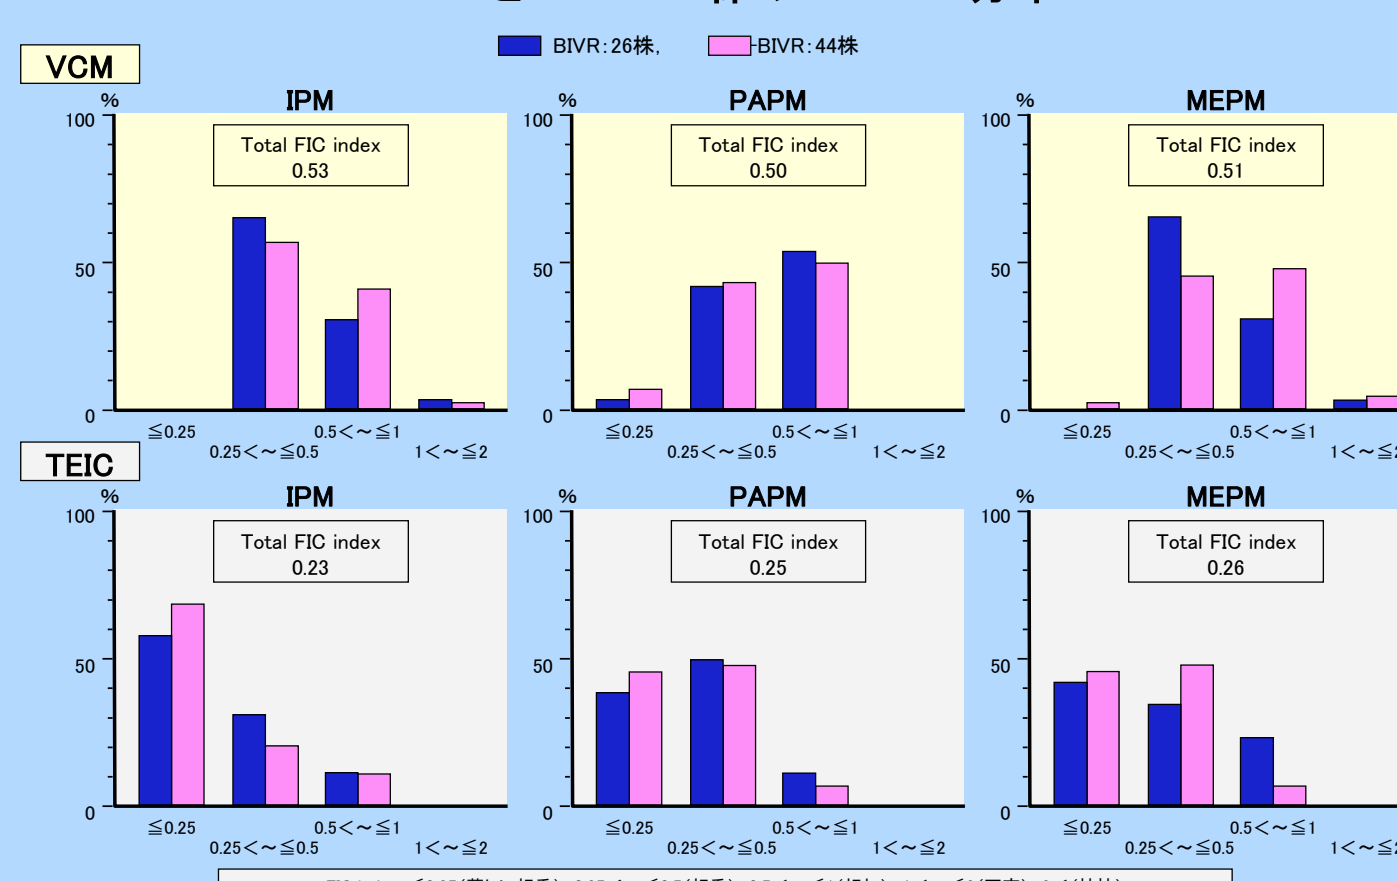 BIVR：26株,　-BIVR：44株
VCM
% IPM % PAPM % MEPM
100 100 100
Total FIC index Total FIC index Total FIC index
0.53 0.50 0.51
50 50 50
0 0 0
≦0.25 0.5＜～≦1 ≦0.25 0.5＜～≦1 ≦0.25 0.5＜～≦1
0.25＜～≦0.5 1＜～≦2 0.25＜～≦0.5 1＜～≦2 0.25＜～≦0.5 1＜～≦2
TEIC
% IPM % PAPM % MEPM
100 100 100
Total FIC index Total FIC index Total FIC index
0.23 0.25 0.26
50 50 50
0 0 0
≦0.25 0.5＜～≦1 ≦0.25 0.5＜～≦1 ≦0.25 0.5＜～≦1
0.25＜～≦0.5 1＜～≦2 0.25＜～≦0.5 1＜～≦2 0.25＜～≦0.5 1＜～≦2